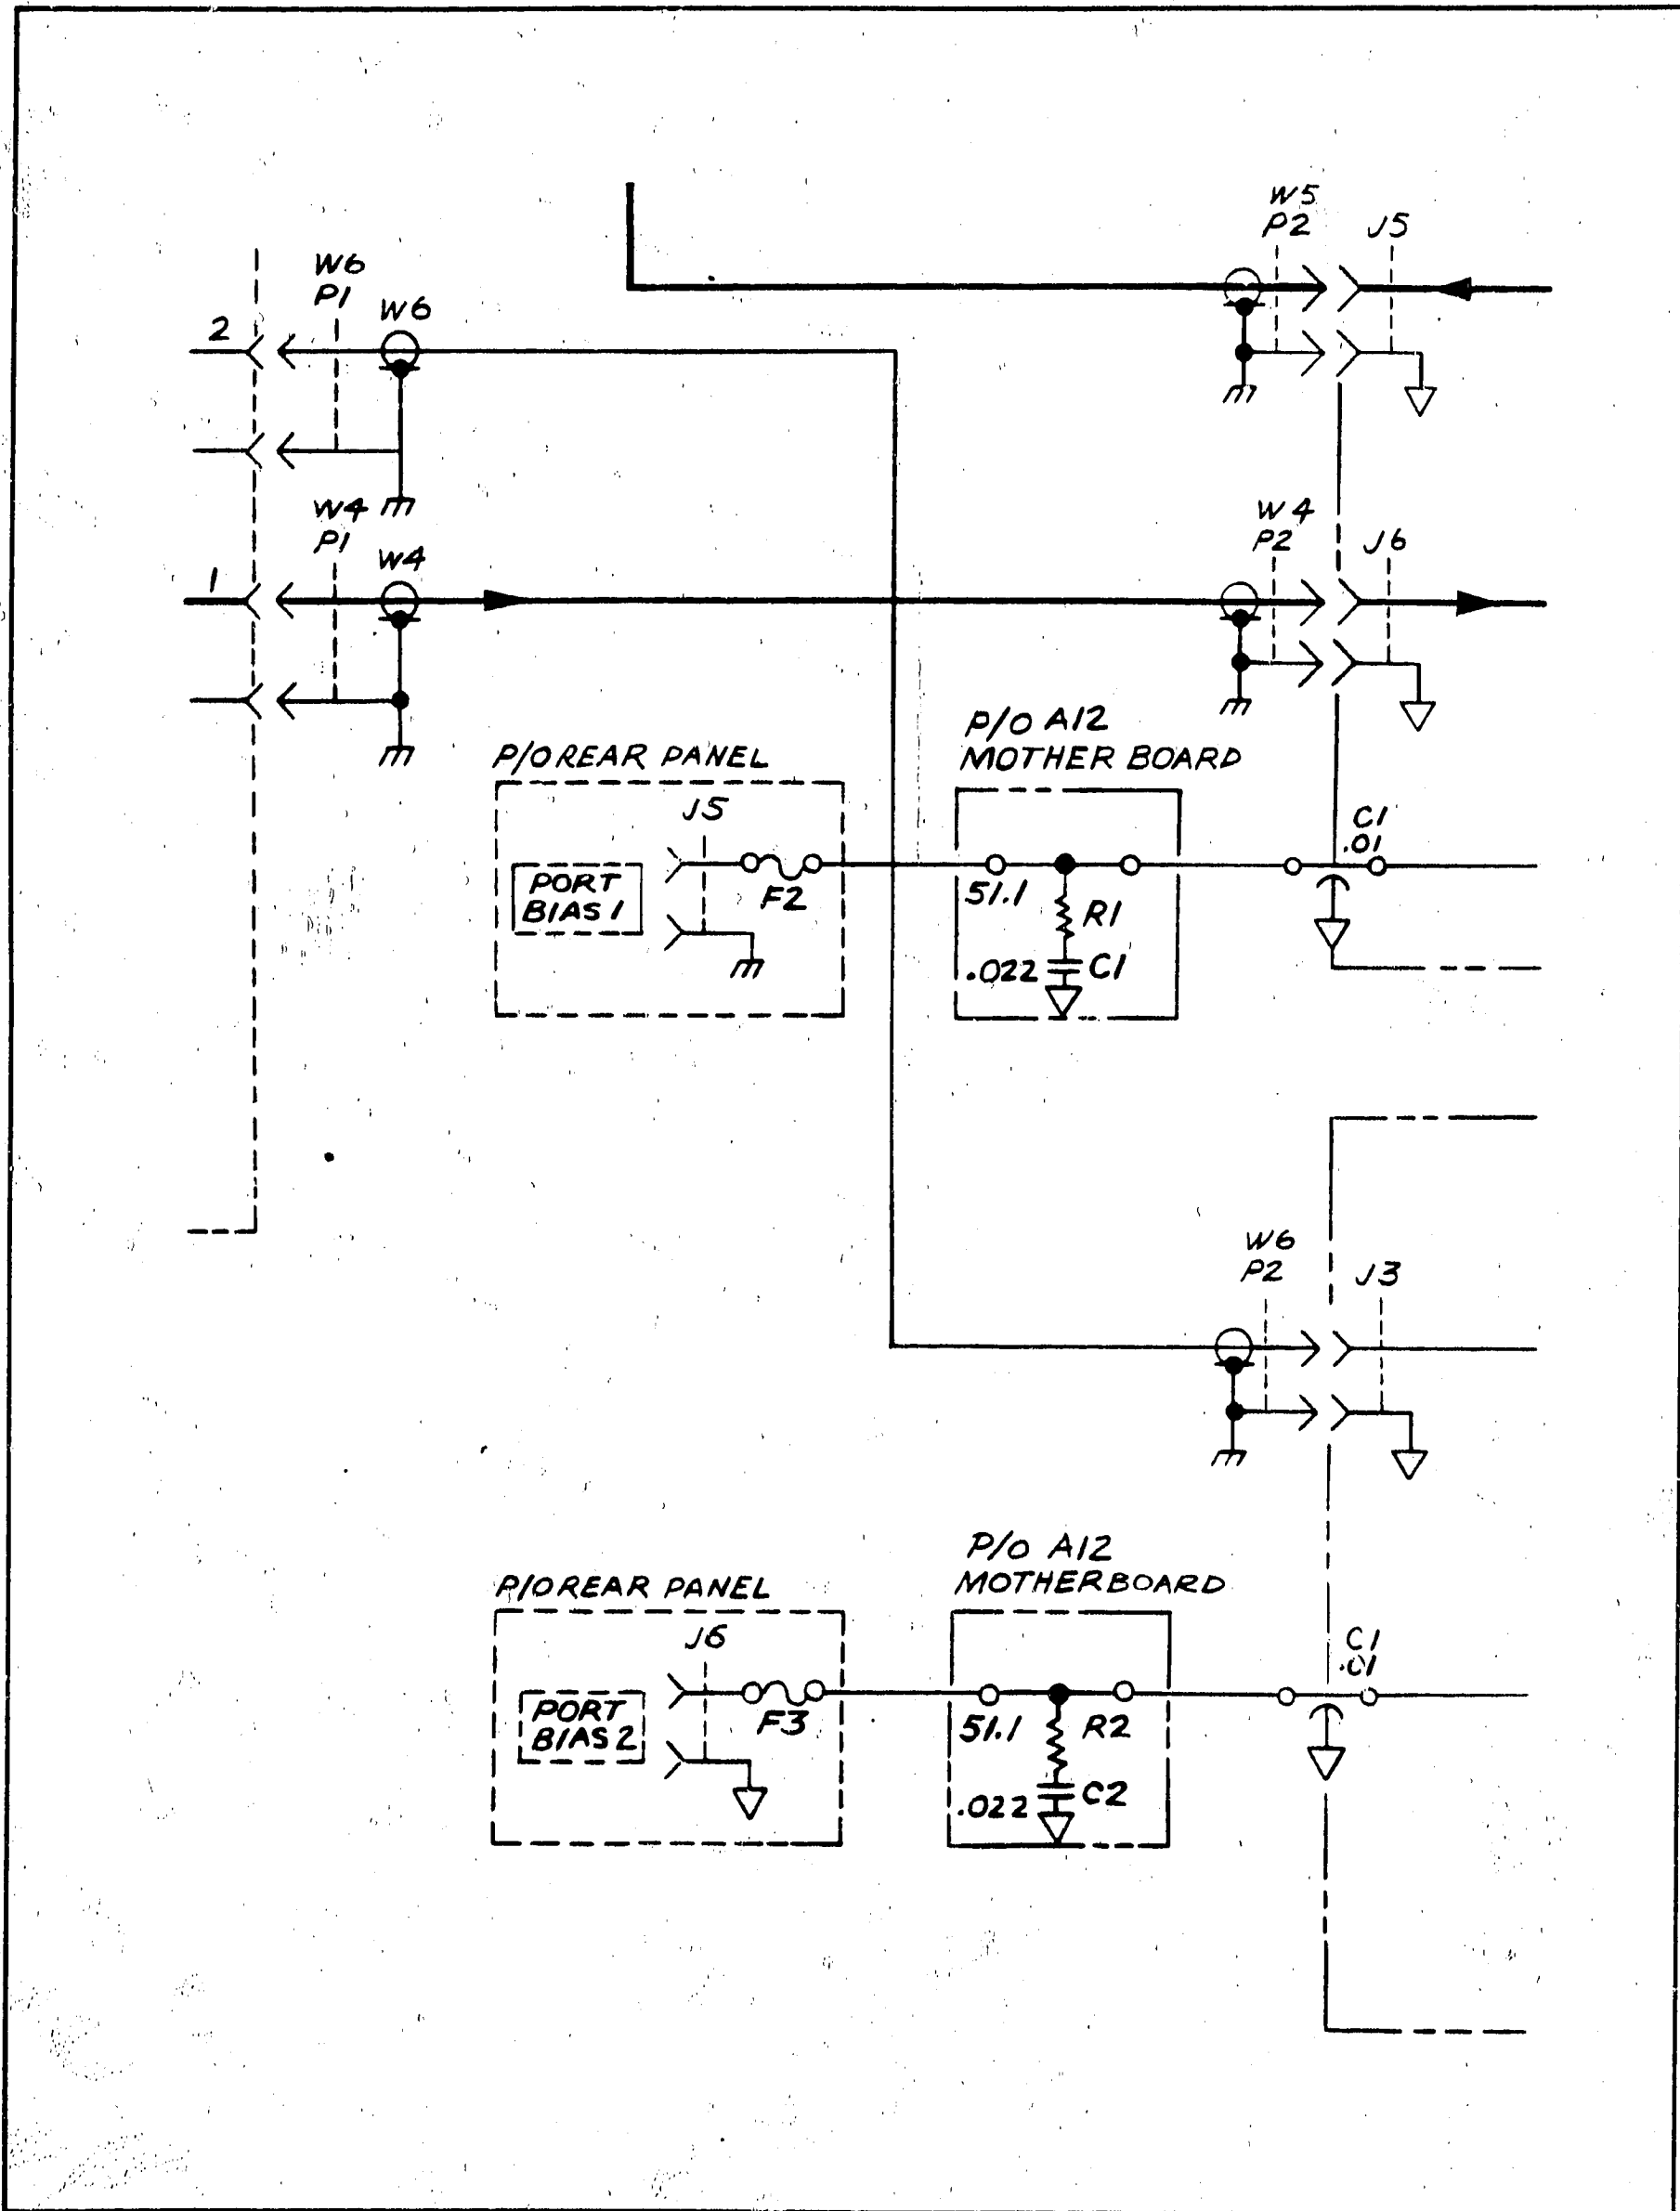 W5
P2
J5
W6
P1
W6
2
W4
P1
W4
1
W4
P2
J6
P/O REAR PANEL
J5
PORT
BIAS 1
F2
P/O A12
MOTHER BOARD
51.1
R1
.022
C1
C1
.01
W6
P2
J3
P/O REAR PANEL
J6
PORT
BIAS 2
F3
P/O A12
MOTHERBOARD
51.1
R2
.022
C2
C1
.01